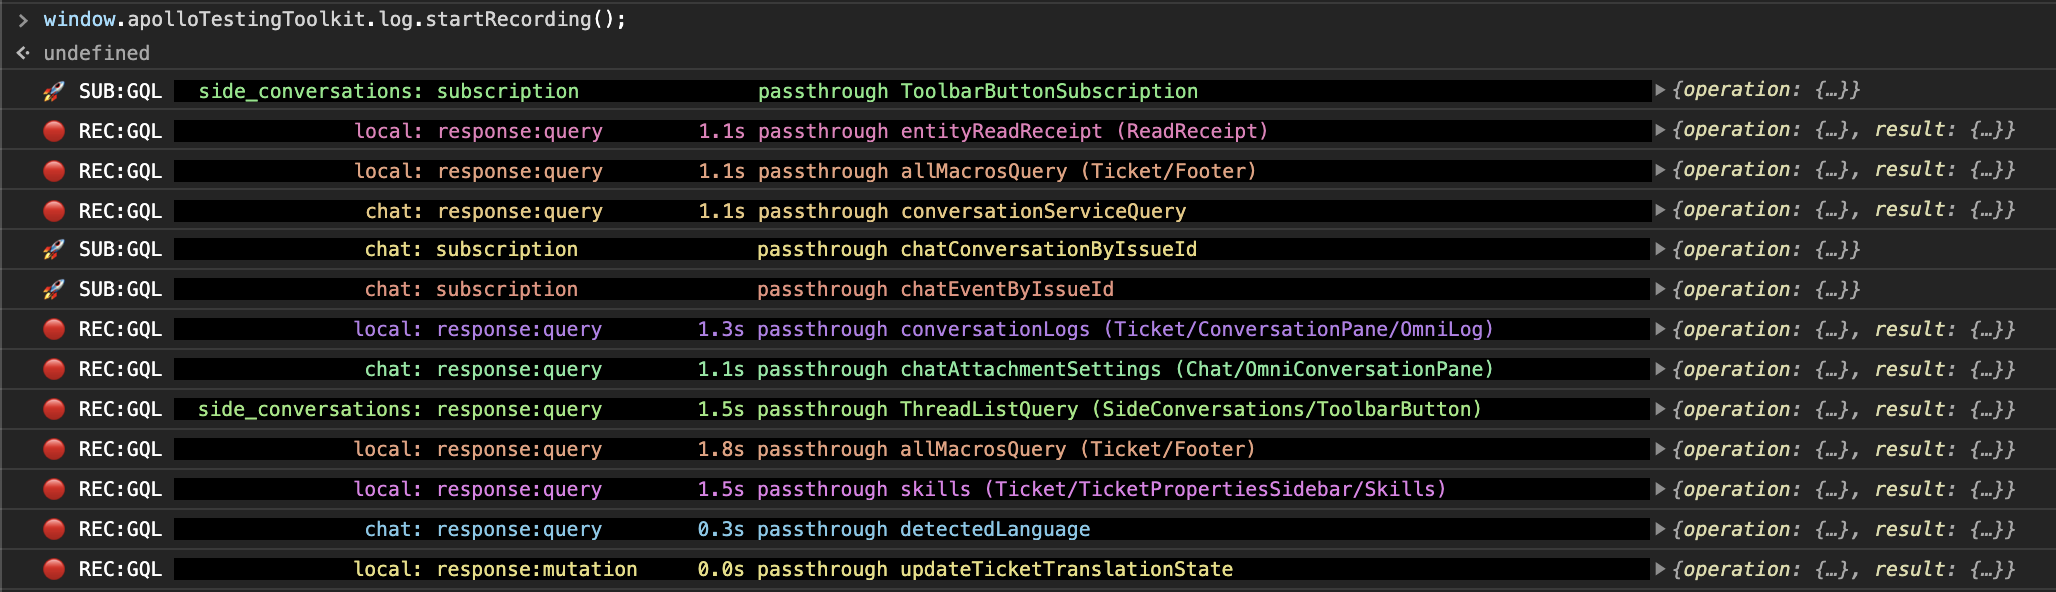 > window.apolloTestingToolkit.log.startRecording();
undefined
🚀 SUB:GQL side_conversations: subscription passthrough ToolbarButtonSubscription ▶ {operation: {…}}
🔴 REC:GQL local: response:query 1.1s passthrough entityReadReceipt (ReadReceipt) ▶ {operation: {…}, result: {…}}
🔴 REC:GQL local: response:query 1.1s passthrough allMacrosQuery (Ticket/Footer) ▶ {operation: {…}, result: {…}}
🔴 REC:GQL chat: response:query 1.1s passthrough conversationServiceQuery ▶ {operation: {…}, result: {…}}
🚀 SUB:GQL chat: subscription passthrough chatConversationByIssueId ▶ {operation: {…}}
🚀 SUB:GQL chat: subscription passthrough chatEventByIssueId ▶ {operation: {…}}
🔴 REC:GQL local: response:query 1.3s passthrough conversationLogs (Ticket/ConversationPane/OmniLog) ▶ {operation: {…}, result: {…}}
🔴 REC:GQL chat: response:query 1.1s passthrough chatAttachmentSettings (Chat/OmniConversationPane) ▶ {operation: {…}, result: {…}}
🔴 REC:GQL side_conversations: response:query 1.5s passthrough ThreadListQuery (SideConversations/ToolbarButton) ▶ {operation: {…}, result: {…}}
🔴 REC:GQL local: response:query 1.8s passthrough allMacrosQuery (Ticket/Footer) ▶ {operation: {…}, result: {…}}
🔴 REC:GQL local: response:query 1.5s passthrough skills (Ticket/TicketPropertiesSidebar/Skills) ▶ {operation: {…}, result: {…}}
🔴 REC:GQL chat: response:query 0.3s passthrough detectedLanguage ▶ {operation: {…}, result: {…}}
🔴 REC:GQL local: response:mutation 0.0s passthrough updateTicketTranslationState ▶ {operation: {…}, result: {…}}